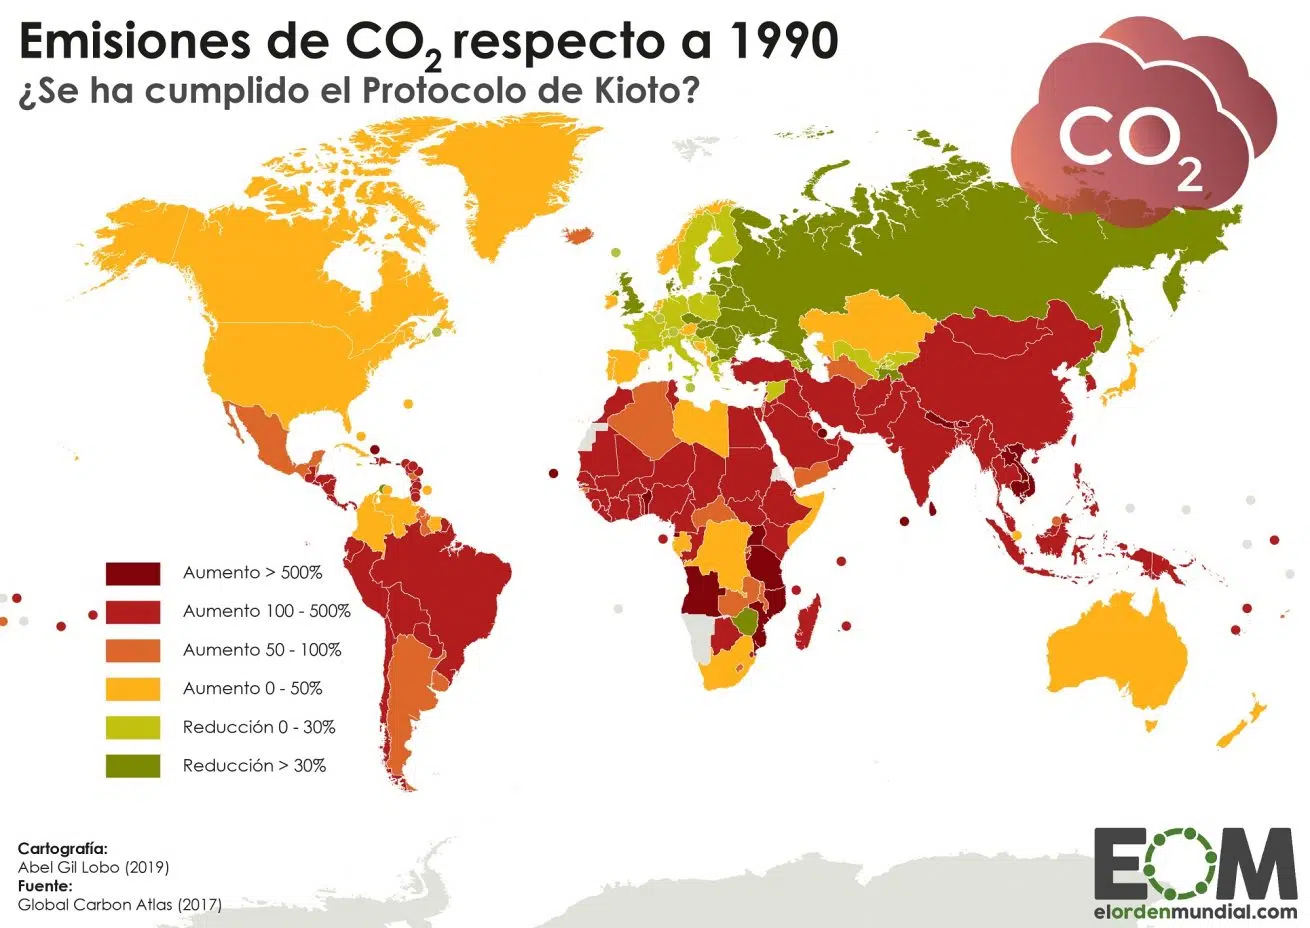 Emisiones de CO₂ respecto a 1990
¿Se ha cumplido el Protocolo de Kioto?
CO₂
Aumento > 500%
Aumento 100 - 500%
Aumento 50 - 100%
Aumento 0 - 50%
Reducción 0 - 30%
Reducción > 30%
Cartografía:
Abel Gil Lobo (2019)
Fuente:
Global Carbon Atlas (2017)
EOM
elordenmundial.com